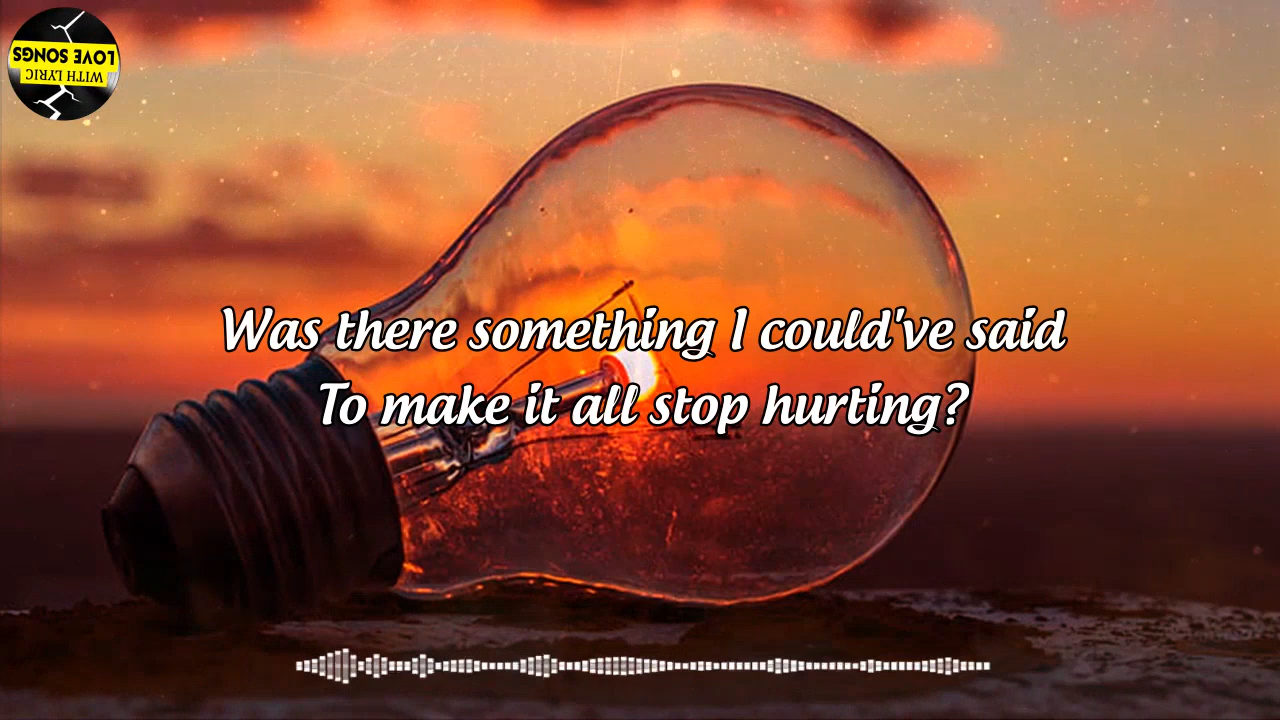 LOVE SONGS
WITH LYRIC
Was there something I could've said
To make it all stop hurting?